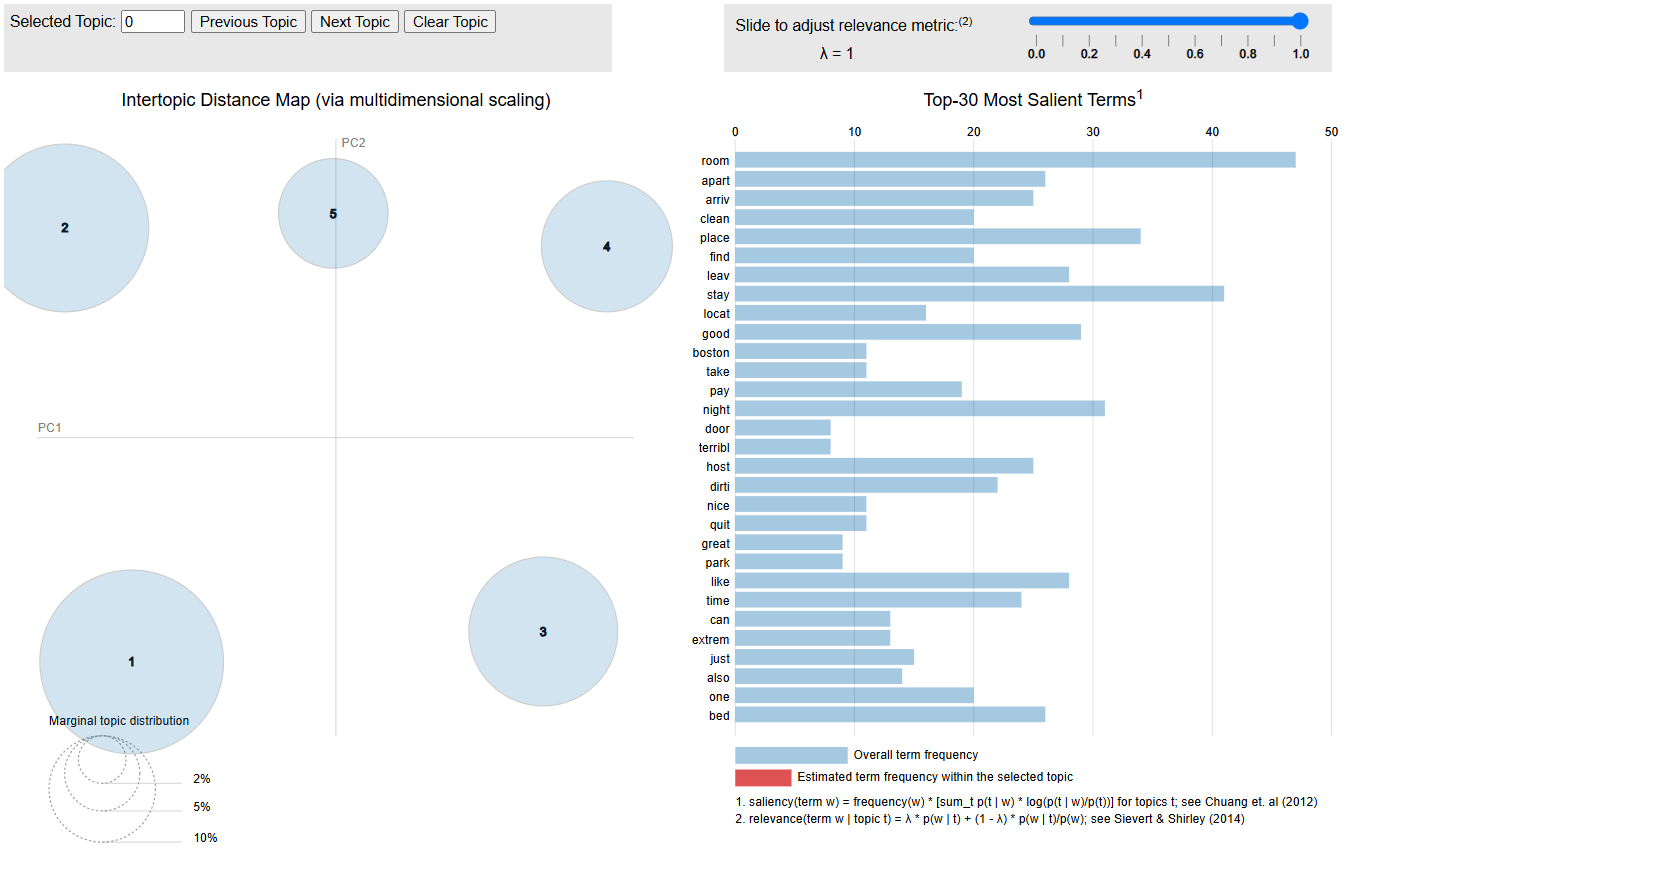 Selected Topic: 0 Previous Topic Next Topic Clear Topic
Slide to adjust relevance metric:(2)
λ = 1
0.0 0.2 0.4 0.6 0.8 1.0
Intertopic Distance Map (via multidimensional scaling)
PC2
PC1
2
5
4
1
3
Marginal topic distribution
2%
5%
10%
Top-30 Most Salient Terms1
0 10 20 30 40 50
room
apart
arriv
clean
place
find
leav
stay
locat
good
boston
take
pay
night
door
terribl
host
dirti
nice
quit
great
park
like
time
can
extrem
just
also
one
bed
Overall term frequency
Estimated term frequency within the selected topic
1. saliency(term w) = frequency(w) * [sum_t p(t | w) * log(p(t | w)/p(t))] for topics t; see Chuang et. al (2012)
2. relevance(term w | topic t) = λ * p(w | t) + (1 - λ) * p(w | t)/p(w); see Sievert & Shirley (2014)